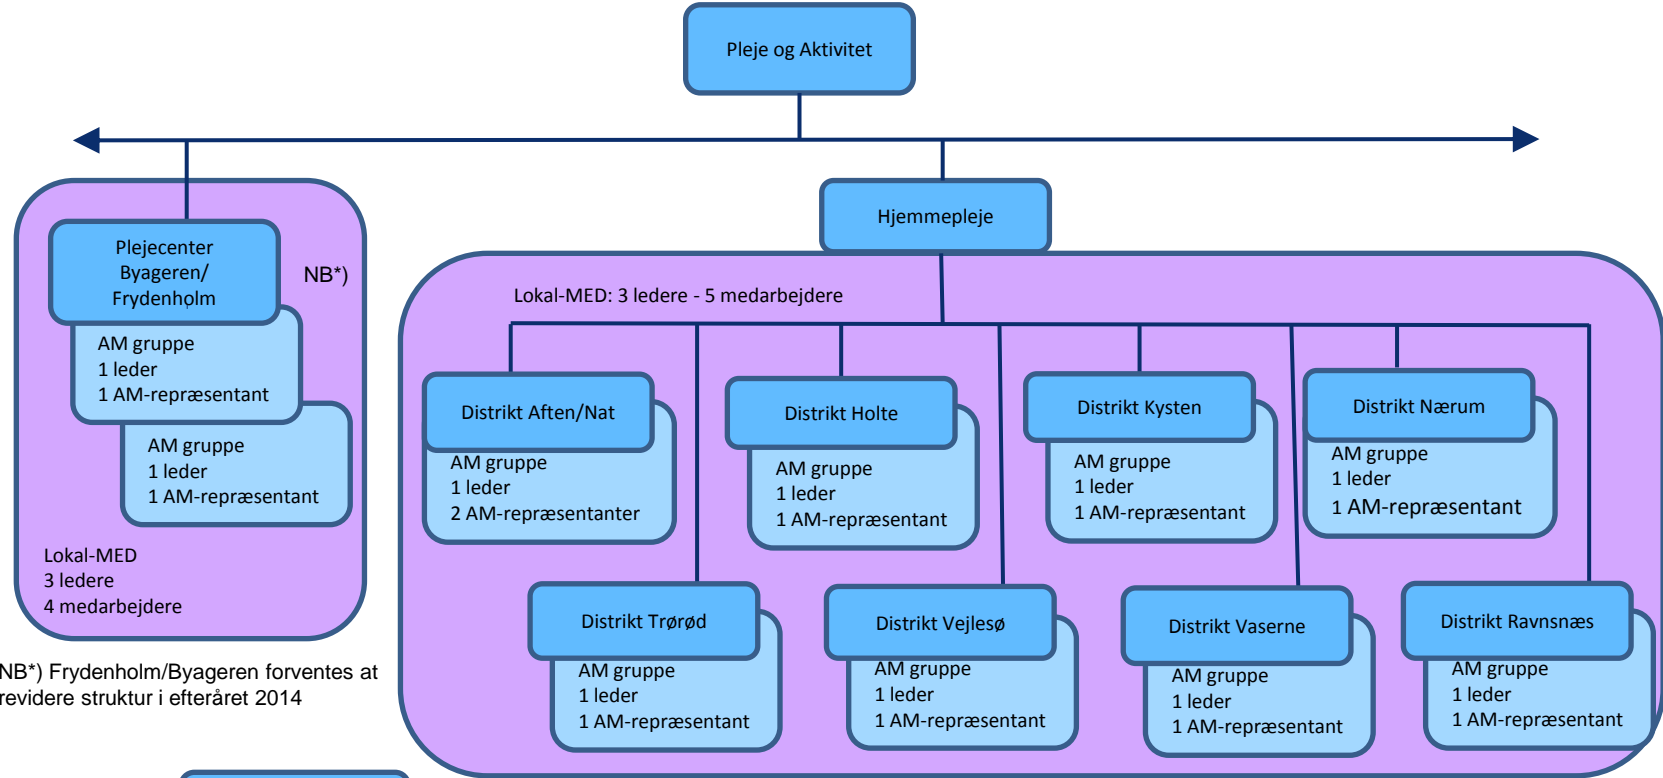 Pleje og Aktivitet
Plejecenter
Byageren/
Frydenholm
NB*)
AM gruppe
1 leder
1 AM-repræsentant
AM gruppe
1 leder
1 AM-repræsentant
Lokal-MED
3 ledere
4 medarbejdere
NB*) Frydenholm/Byageren forventes at
revidere struktur i efteråret 2014
Hjemmepleje
Lokal-MED: 3 ledere - 5 medarbejdere
Distrikt Aften/Nat
AM gruppe
1 leder
2 AM-repræsentanter
Distrikt Holte
AM gruppe
1 leder
1 AM-repræsentant
Distrikt Kysten
AM gruppe
1 leder
1 AM-repræsentant
Distrikt Nærum
AM gruppe
1 leder
1 AM-repræsentant
Distrikt Trørød
AM gruppe
1 leder
1 AM-repræsentant
Distrikt Vejlesø
AM gruppe
1 leder
1 AM-repræsentant
Distrikt Vaserne
AM gruppe
1 leder
1 AM-repræsentant
Distrikt Ravnsnæs
AM gruppe
1 leder
1 AM-repræsentant